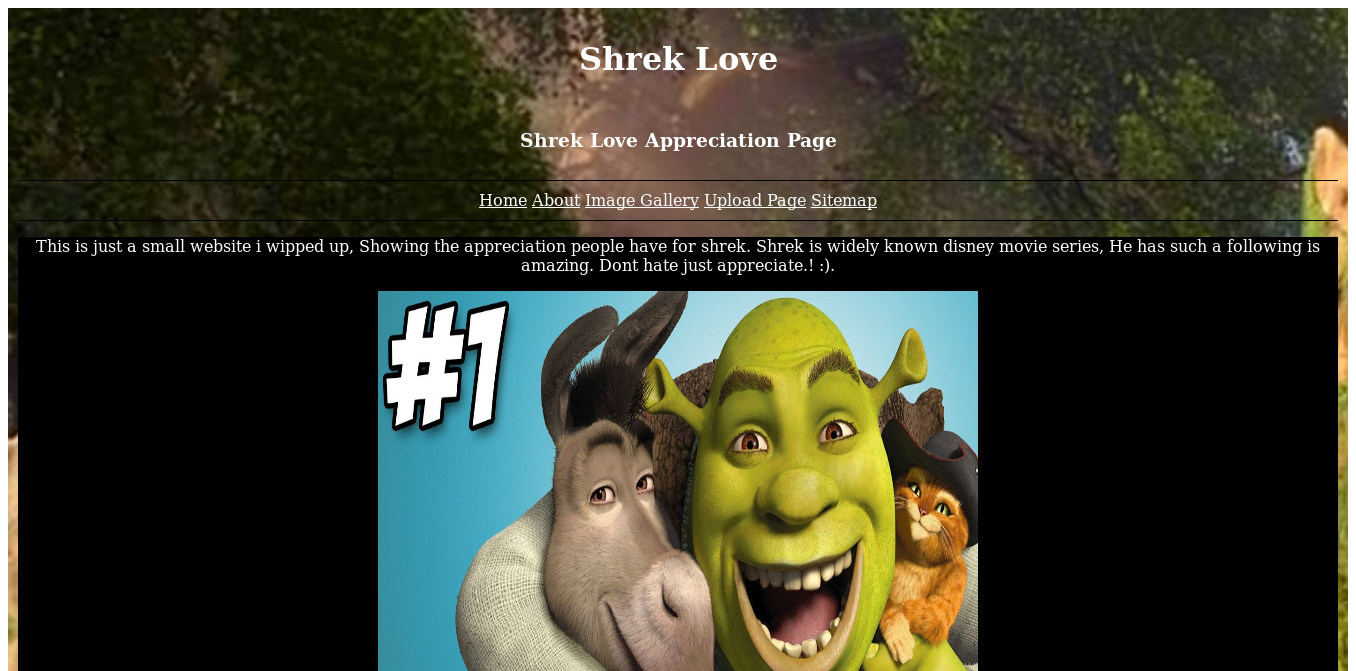 Shrek Love
Shrek Love Appreciation Page
Home About Image Gallery Upload Page Sitemap
This is just a small website i wipped up, Showing the appreciation people have for shrek. Shrek is widely known disney movie series, He has such a following is
amazing. Dont hate just appreciate.! :).
#1